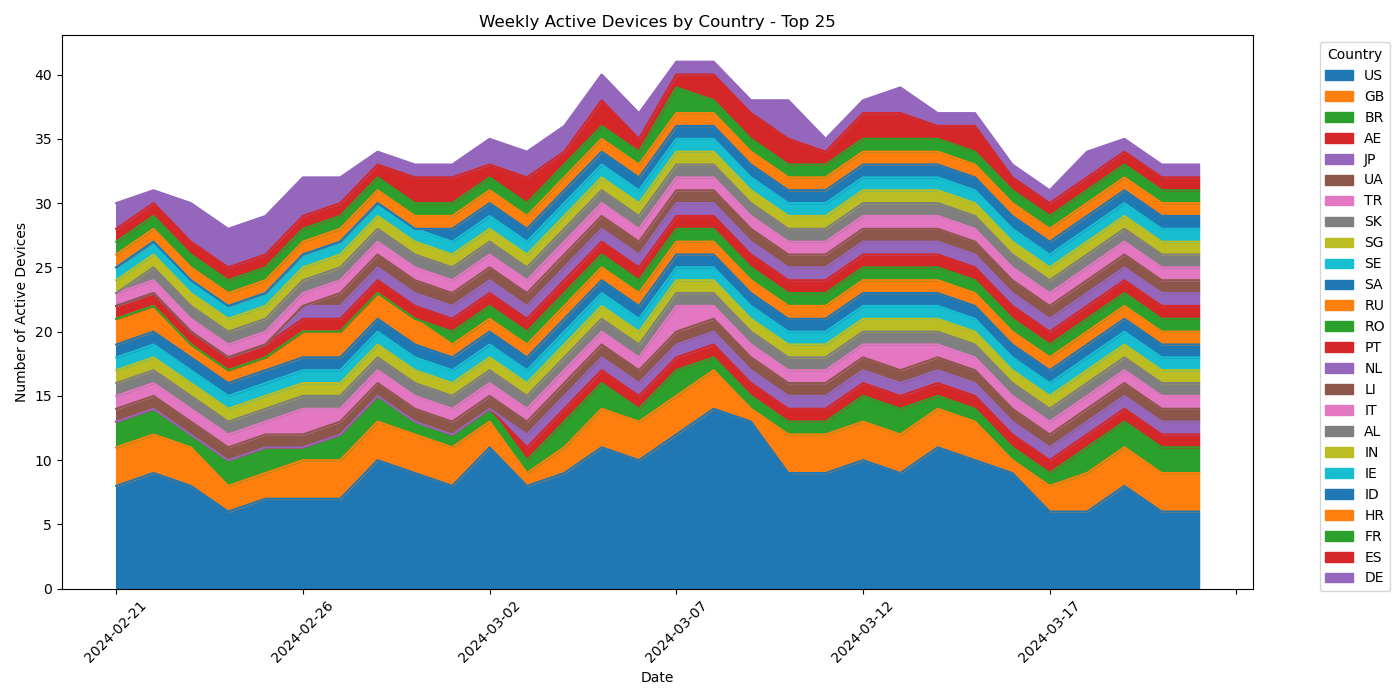 Weekly Active Devices by Country - Top 25
Number of Active Devices
40
35
30
25
20
15
10
5
0
2024-02-21
2024-02-26
2024-03-02
2024-03-07
2024-03-12
2024-03-17
Date
Country
US
GB
BR
AE
JP
UA
TR
SK
SG
SE
SA
RU
RO
PT
NL
LI
IT
AL
IN
IE
ID
HR
FR
ES
DE